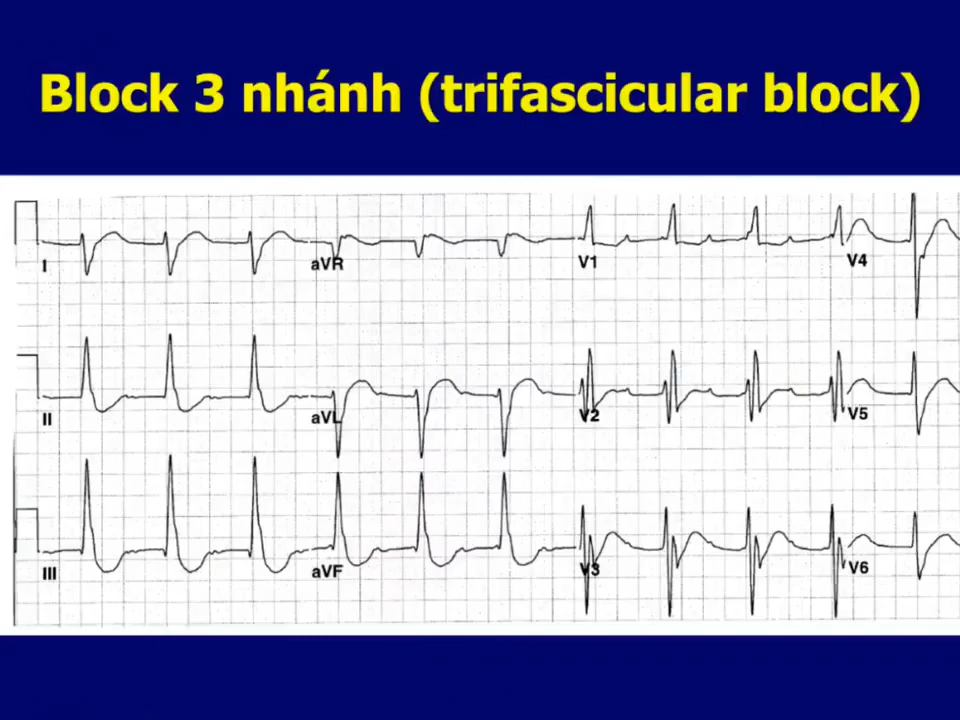 Block 3 nhánh (trifascicular block)
I
aVR
V1
V4
II
aVL
V2
V5
III
aVF
V3
V6